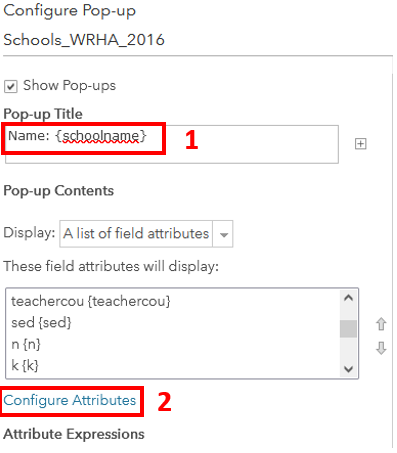 Configure Pop-up
Schools_WRHA_2016
Show Pop-ups
Pop-up Title
Name: {schoolname}
1
Pop-up Contents
Display: A list of field attributes
These field attributes will display:
teachercou {teachercou}
sed {sed}
n {n}
k {k}
Configure Attributes 2
Attribute Expressions